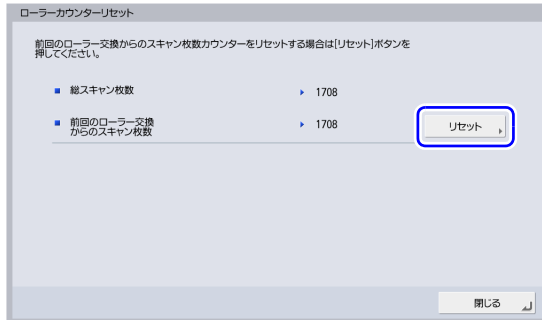 ローラーカウンターリセット
前回のローラー交換からのスキャン枚数カウンターをリセットする場合は[リセット]ボタンを
押してください。
総スキャン枚数 1708
前回のローラー交換 1708 リセット
からのスキャン枚数
閉じる